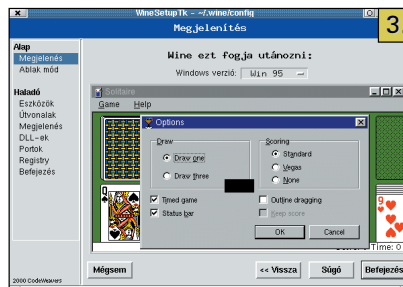 WineSetupTk - ~/.wine/config
3.
Megjelenítés
Alap
Megjelenés
Ablak mód
Haladó
Eszközök
Útvonalak
Megjelenés
DLL-ek
Portok
Registry
Befejezés
2000 CodeWeavers
Wine ezt fogja utánozni:
Windows verzió: Win 95
Solitaire
Game Help
Options
Draw
Draw one
Draw three
Scoring
Standard
Vegas
None
Timed game
Status bar
Outline dragging
Keep score
OK Cancel
Q
9
Time: 0
Mégsem << Vissza Súgó Befejezés